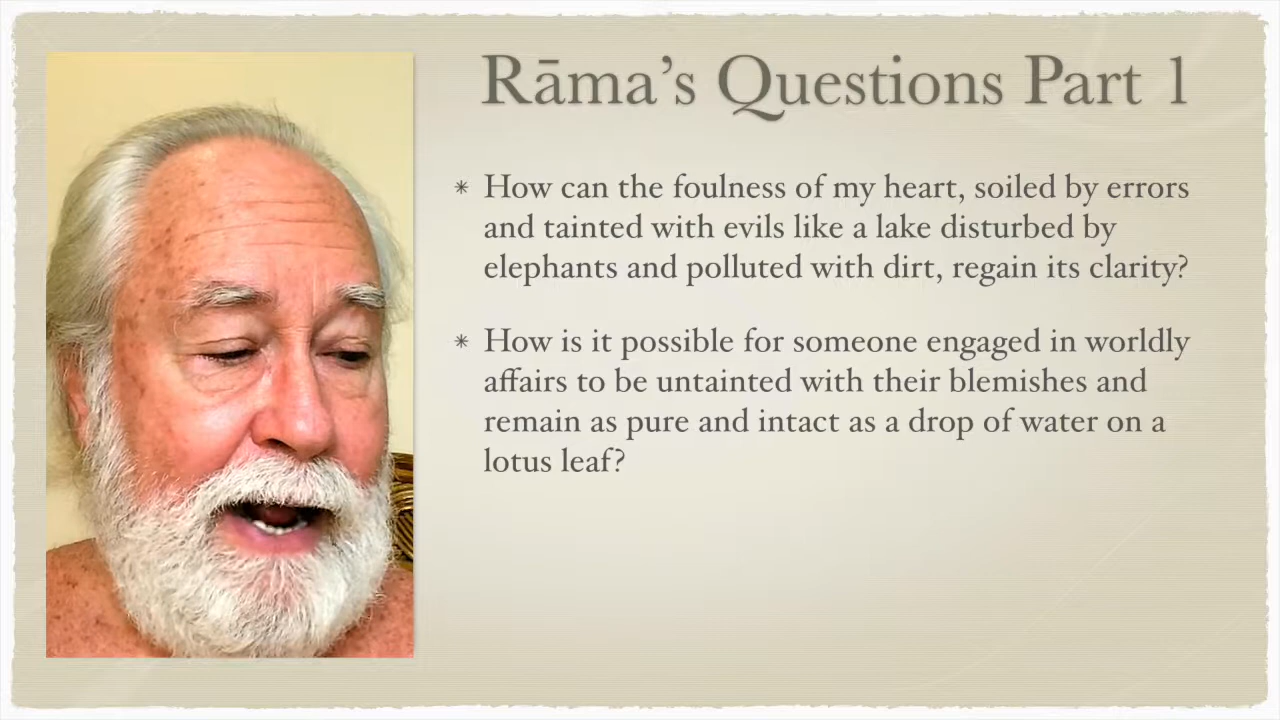 Rāma’s Questions Part 1
* How can the foulness of my heart, soiled by errors
and tainted with evils like a lake disturbed by
elephants and polluted with dirt, regain its clarity?
* How is it possible for someone engaged in worldly
affairs to be untainted with their blemishes and
remain as pure and intact as a drop of water on a
lotus leaf?